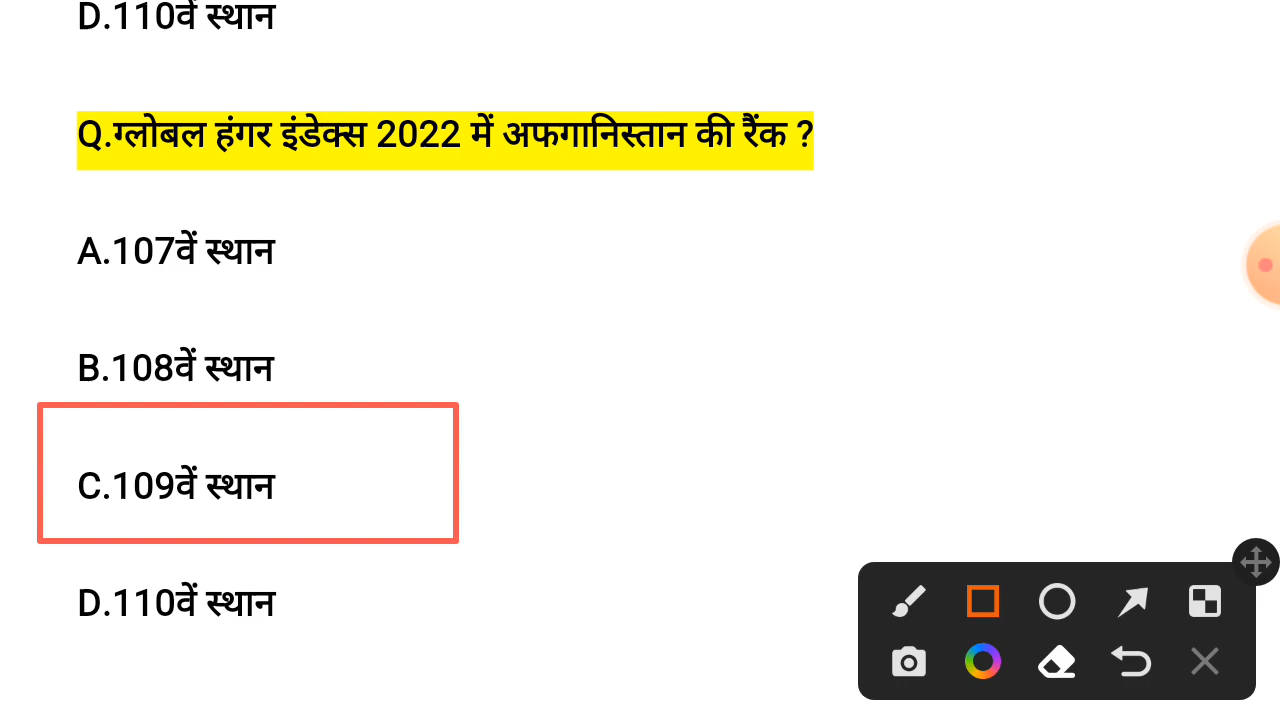 D.110वें स्थान
Q.ग्लोबल हंगर इंडेक्स 2022 में अफगानिस्तान की रैंक ?
A.107वें स्थान
B.108वें स्थान
C.109वें स्थान
D.110वें स्थान